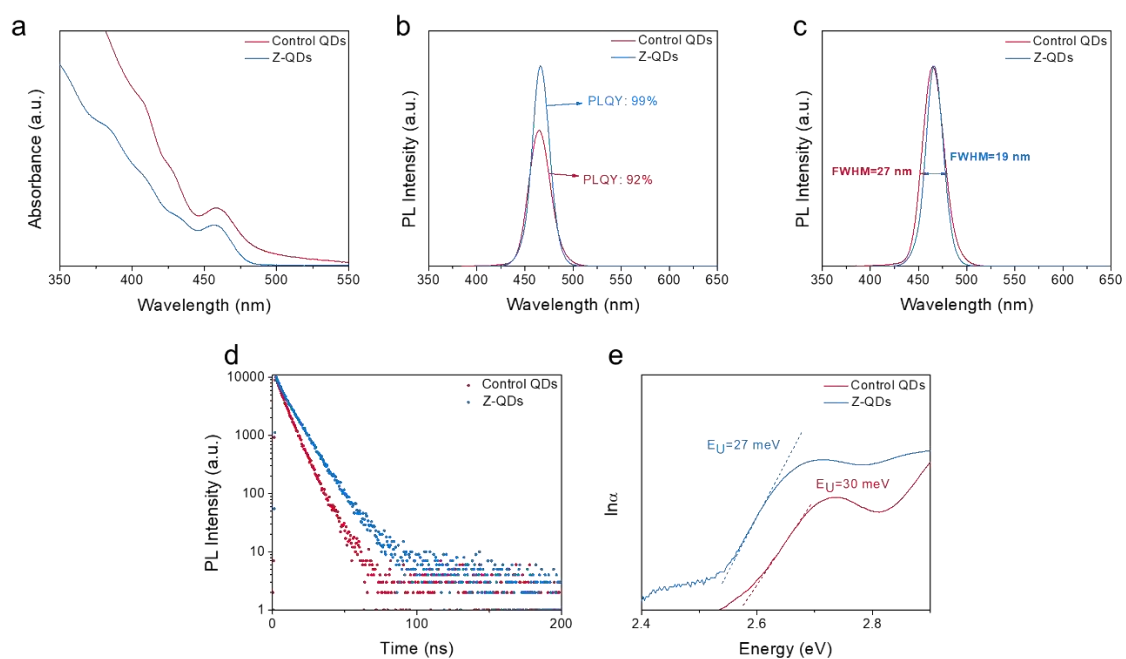 a
Control QDs
Z-QDs
Absorbance (a.u.)
350 400 450 500 550
Wavelength (nm)
b
Control QDs
Z-QDs
PLQY: 99%
PLQY: 92%
PL Intensity (a.u.)
350 400 450 500 550 600 650
Wavelength (nm)
c
Control QDs
Z-QDs
FWHM=27 nm
FWHM=19 nm
PL Intensity (a.u.)
350 400 450 500 550 600 650
Wavelength (nm)
d
Control QDs
Z-QDs
PL Intensity (a.u.)
10000
1000
100
10
1
0 50 100 150 200
Time (ns)
e
Control QDs
Z-QDs
EU=27 meV
EU=30 meV
lnα
2.4 2.6 2.8
Energy (eV)